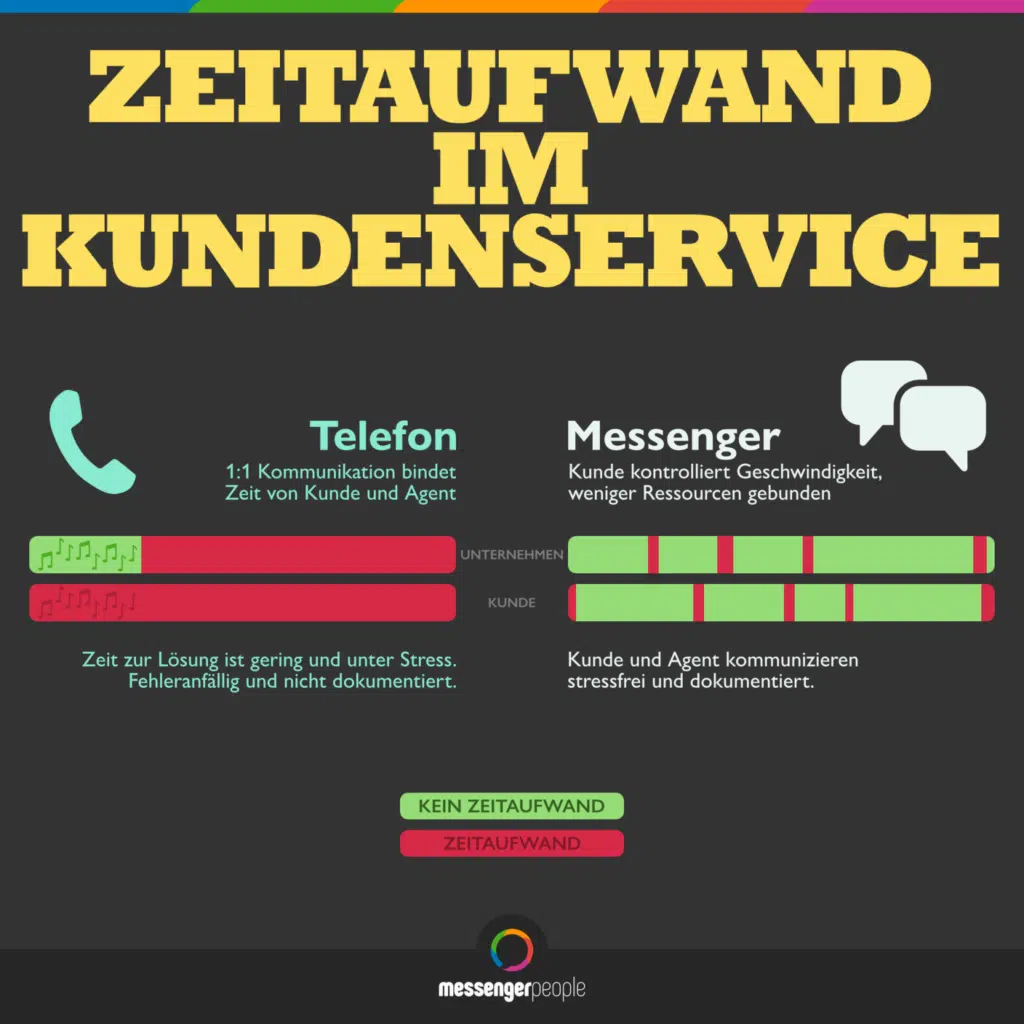 ZEITAUFWAND
IM
KUNDENSERVICE
Telefon
1:1 Kommunikation bindet
Zeit von Kunde und Agent
Messenger
Kunde kontrolliert Geschwindigkeit,
weniger Ressourcen gebunden
UNTERNEHMEN
KUNDE
Zeit zur Lösung ist gering und unter Stress.
Fehleranfällig und nicht dokumentiert.
Kunde und Agent kommunizieren
stressfrei und dokumentiert.
KEIN ZEITAUFWAND
ZEITAUFWAND
messengerpeople